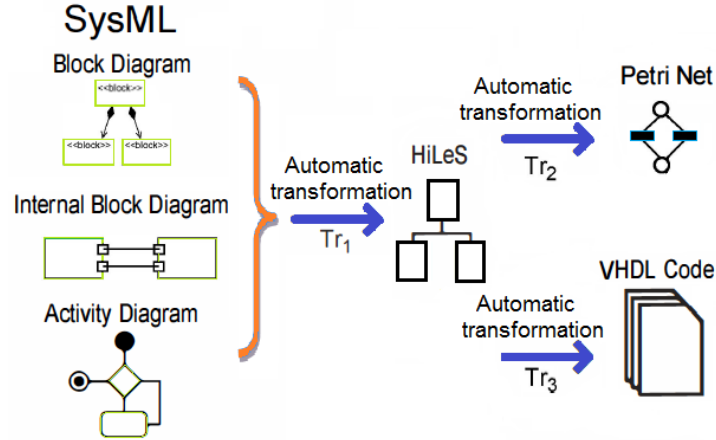 SysML
Block Diagram
<<block>>
<<block>>
<<block>>
Internal Block Diagram
Activity Diagram
Automatic
transformation
Tr1
HiLeS
Automatic
transformation
Tr2
Petri Net
Automatic
transformation
Tr3
VHDL Code